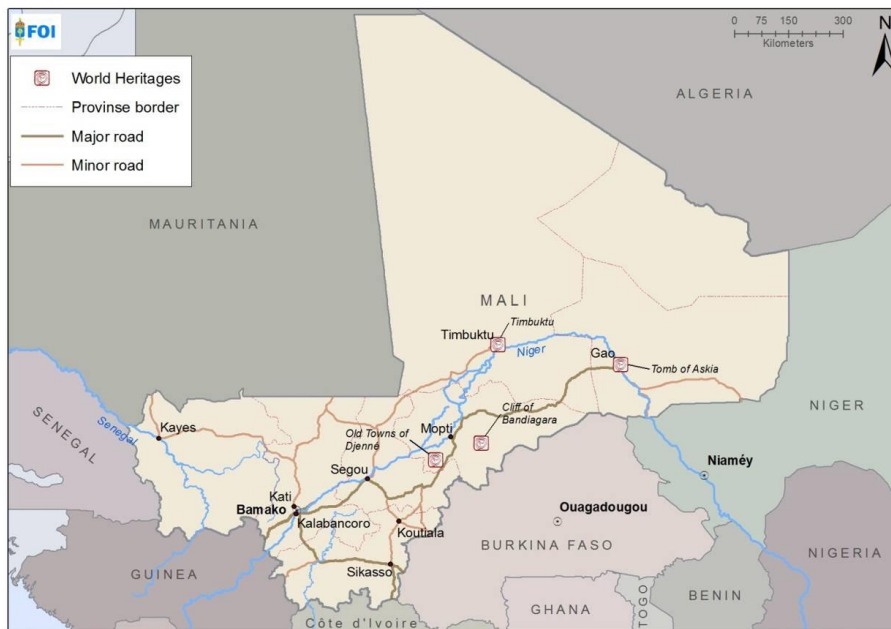 FOI
World Heritages
Provinse border
Major road
Minor road
0 75 150 300
Kilometers
N
ALGERIA
MAURITANIA
MALI
Timbuktu
Timbuktu
Niger
Gao
Tomb of Askia
Cliff of
Bandiagara
Old Towns of
Djenné
Mopti
SENEGAL
Senegal
Kayes
NIGER
Segou
Niaméy
Kati
Bamako
Kalabancoro
Koutiala
Ouagadougou
BURKINA FASO
Sikasso
GUINEA
NIGERIA
GHANA
TOGO
BENIN
Côte d'Ivoire